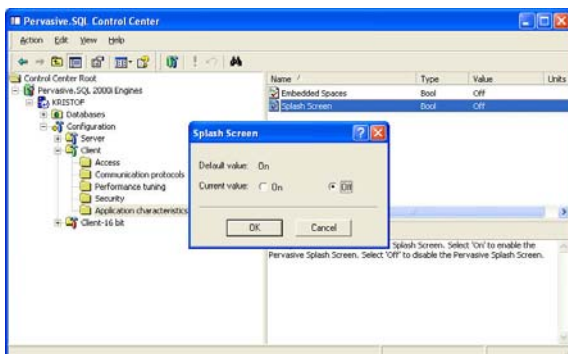 Pervasive.SQL Control Center
Action Edit View Help
Control Center Root
Pervasive.SQL 2000i Engines
KRISTOF
Databases
Configuration
Server
Client
Access
Communication protocols
Performance tuning
Security
Application characteristics
Client-16 bit
Name / Type Value Units
Embedded Spaces Bool Off
Splash Screen Bool Off
Splash Screen
Default value: On
Current value: On Off
OK Cancel
Splash Screen. Select 'On' to enable the
Pervasive Splash Screen. Select 'Off' to disable the Pervasive Splash Screen.